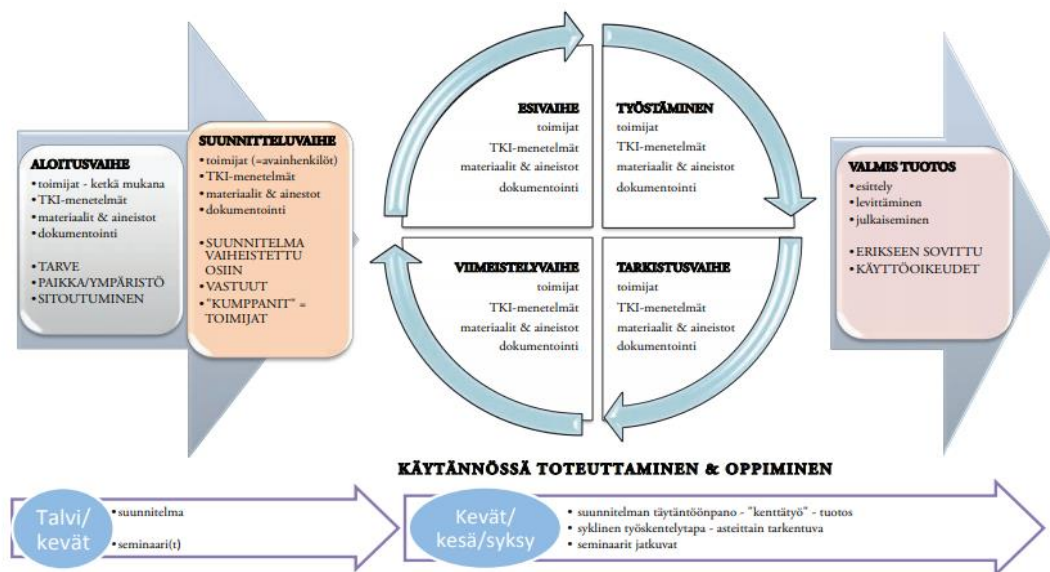 ALOITUSVAIHE
•toimijat - ketkä mukana
•TKI-menetelmät
•materiaalit & aineistot
•dokumentointi
•TARVE
•PAIKKA/YMPÄRISTÖ
•SITOUTUMINEN
SUUNNITTELUVAIHE
•toimijat (=avainhenkilöt)
•TKI-menetelmät
•materiaalit & ainestot
•dokumentointi
•SUUNNITELMA
VAIHEISTETTU
OSIIN
•VASTUUT
•"KUMPPANIT" =
TOIMIJAT
ESIVAIHE
toimijat
TKI-menetelmät
materiaalit & aineistot
dokumentointi
TYÖSTÄMINEN
toimijat
TKI-menetelmät
materiaalit & aineistot
dokumentointi
VIIMEISTELYVAIHE
toimijat
TKI-menetelmät
materiaalit & aineistot
dokumentointi
TARKISTUSVAIHE
toimijat
TKI-menetelmät
materiaalit & aineistot
dokumentointi
VALMIS TUOTOS
•esittely
•levittäminen
•julkaiseminen
•ERIKSEEN SOVITTU
•KÄYTTÖOIKEUDET
KÄYTÄNNÖSSÄ TOTEUTTAMINEN & OPPIMINEN
Talvi/
kevät
• suunnitelma
• seminaari(t)
Kevät/
kesä/syksy
• suunnitelman täytäntöönpano - "kenttätyö" - tuotos
• syklinen työskentelytapa - asteittain tarkentuva
• seminaarit jatkuvat